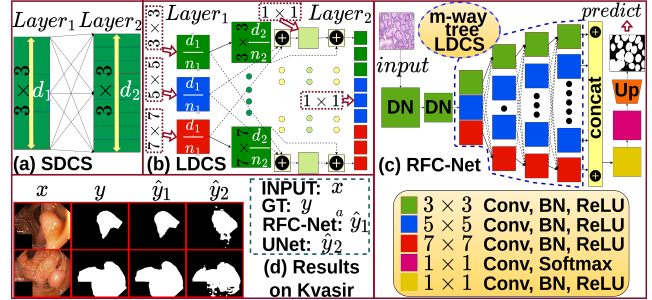 Layer1 Layer2
3 × 3
d1
3 × 3
d2
(a) SDCS
Layer1
1 × 1
Layer2
3 × 3
5 × 5
7 × 7
d1
n1
d1
n1
d1
n1
3 × 3
d2
n2
7 × 7
d2
n2
1 × 1
(b) LDCS
m-way
tree
LDCS
predict
input
DN
DN
concat
Up
(c) RFC-Net
x y ŷ1 ŷ2
INPUT: x
GT: y
RFC-Net: a ŷ1
UNet: ŷ2
(d) Results
on Kvasir
3 × 3 Conv, BN, ReLU
5 × 5 Conv, BN, ReLU
7 × 7 Conv, BN, ReLU
1 × 1 Conv, Softmax
1 × 1 Conv, BN, ReLU